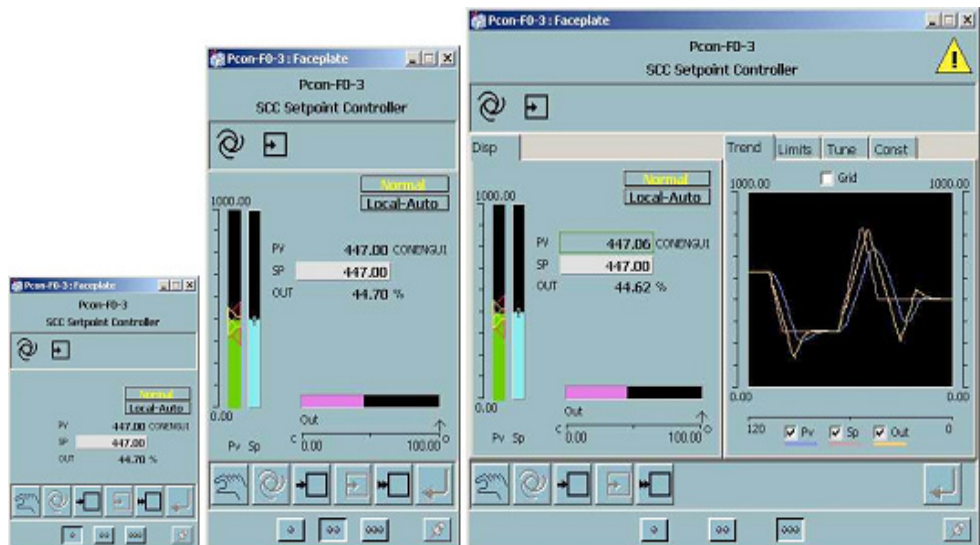 Pcon-F0-3 : Faceplate
Pcon-F0-3
SCC Setpoint Controller
Normal
Local-Auto
PV 447.00 CONENGU1
SP 447.00
OUT 44.70 %
Pcon-F0-3 : Faceplate
Pcon-F0-3
SCC Setpoint Controller
Normal
Local-Auto
1000.00
PV 447.00 CONENGU1
SP 447.00
OUT 44.70 %
0.00
Out
Pv Sp
C 0.00 100.00 O
Pcon-F0-3 : Faceplate
Pcon-F0-3
SCC Setpoint Controller
Disp
Normal
Local-Auto
1000.00
PV 447.06 CONENGU1
SP 447.00
OUT 44.62 %
0.00
Out
Pv Sp
C 0.00 100.00 O
Trend Limits Tune Const
Grid
1000.00 1000.00
0.00 0.00
120 Pv Sp Out 0